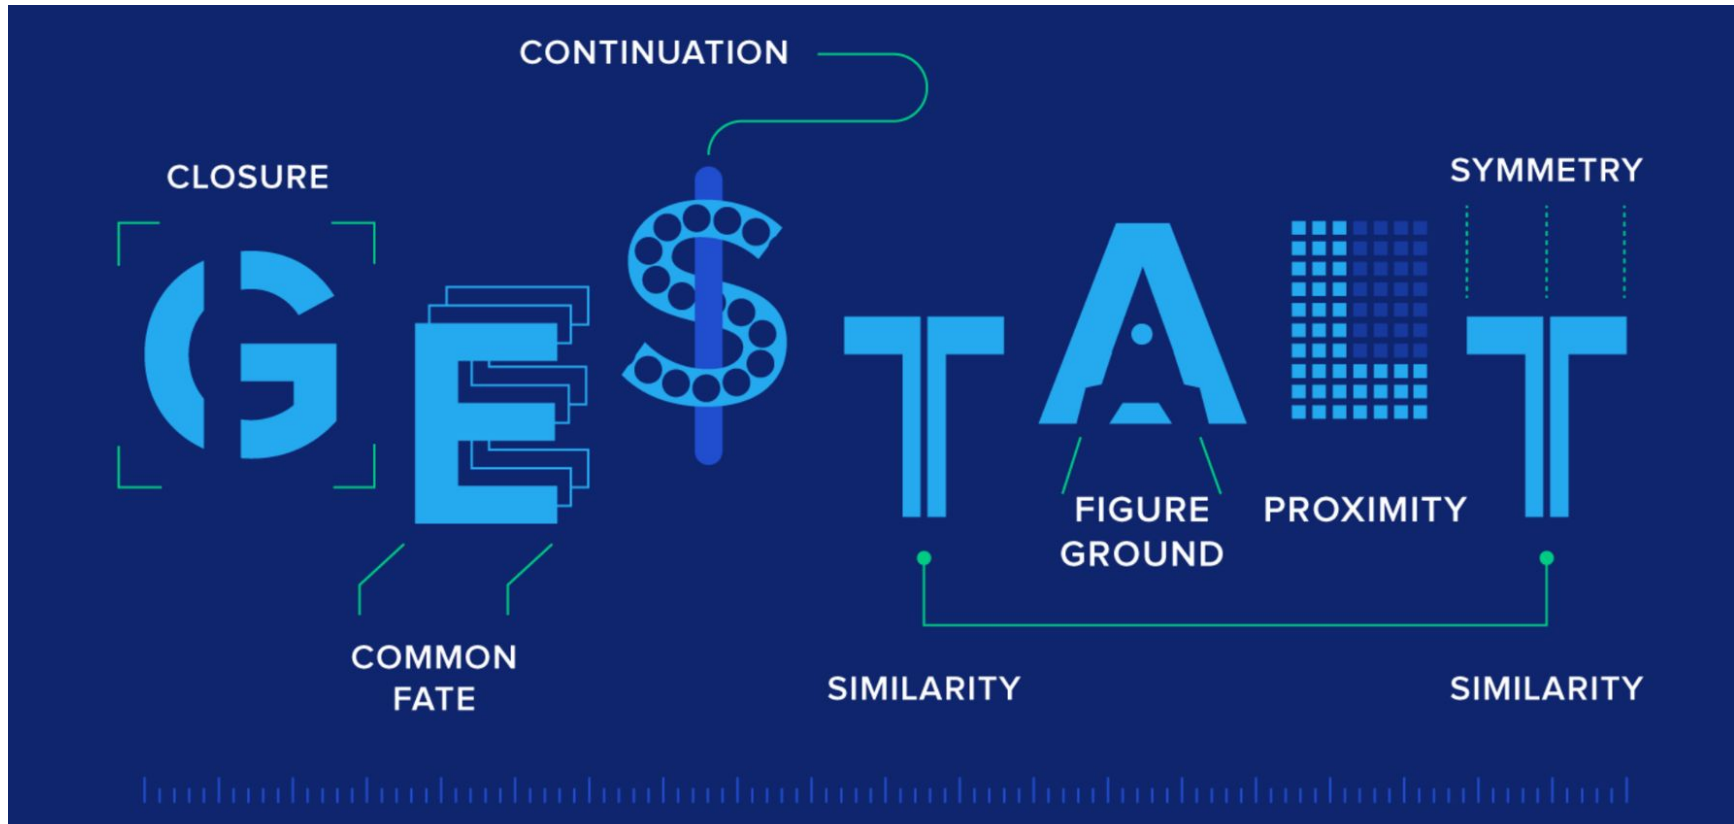 CONTINUATION
CLOSURE
SYMMETRY
GESTALT
FIGURE
GROUND
PROXIMITY
COMMON
FATE
SIMILARITY
SIMILARITY